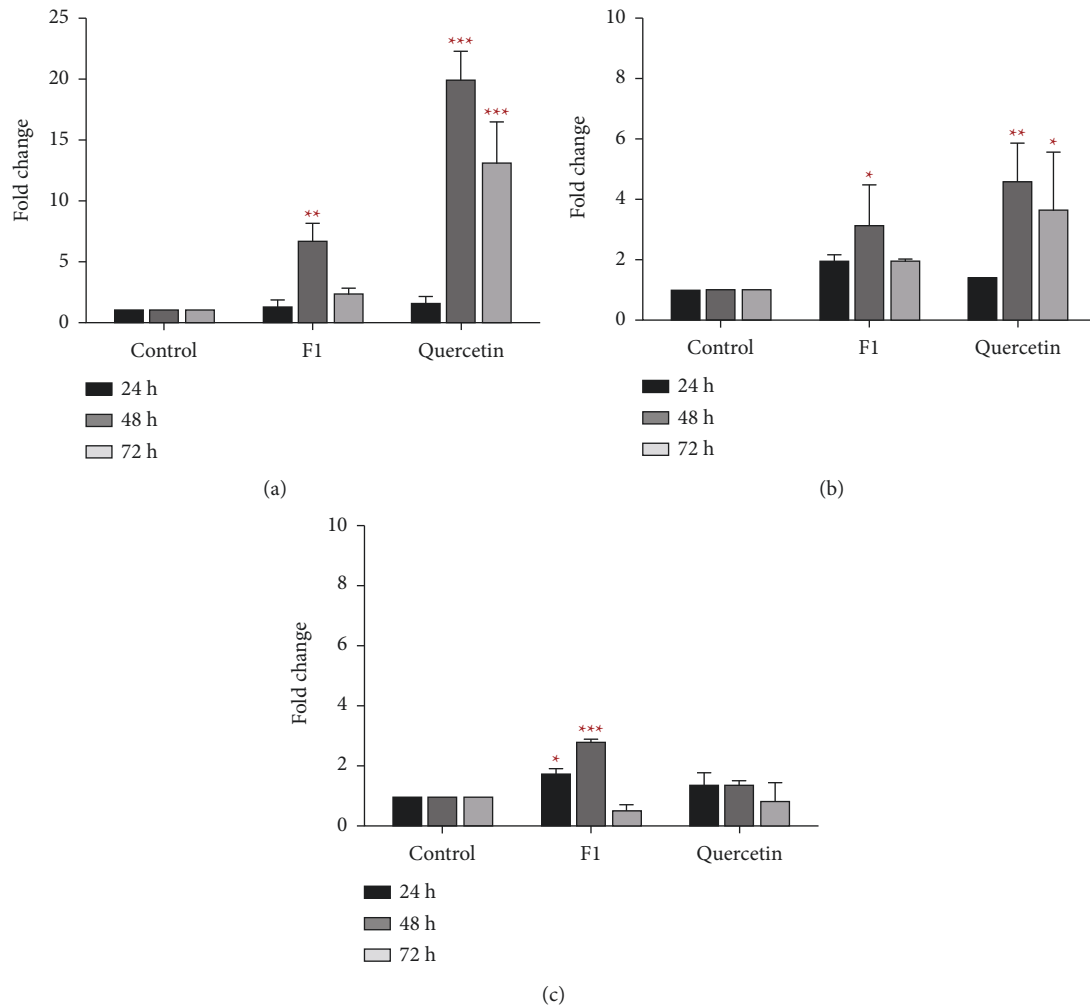 25
20
15
10
5
0
Fold change
***
***
**
Control
F1
Quercetin
24 h
48 h
72 h
(a)
10
8
6
4
2
0
Fold change
**
*
*
Control
F1
Quercetin
24 h
48 h
72 h
(b)
10
8
6
4
2
0
Fold change
***
*
Control
F1
Quercetin
24 h
48 h
72 h
(c)